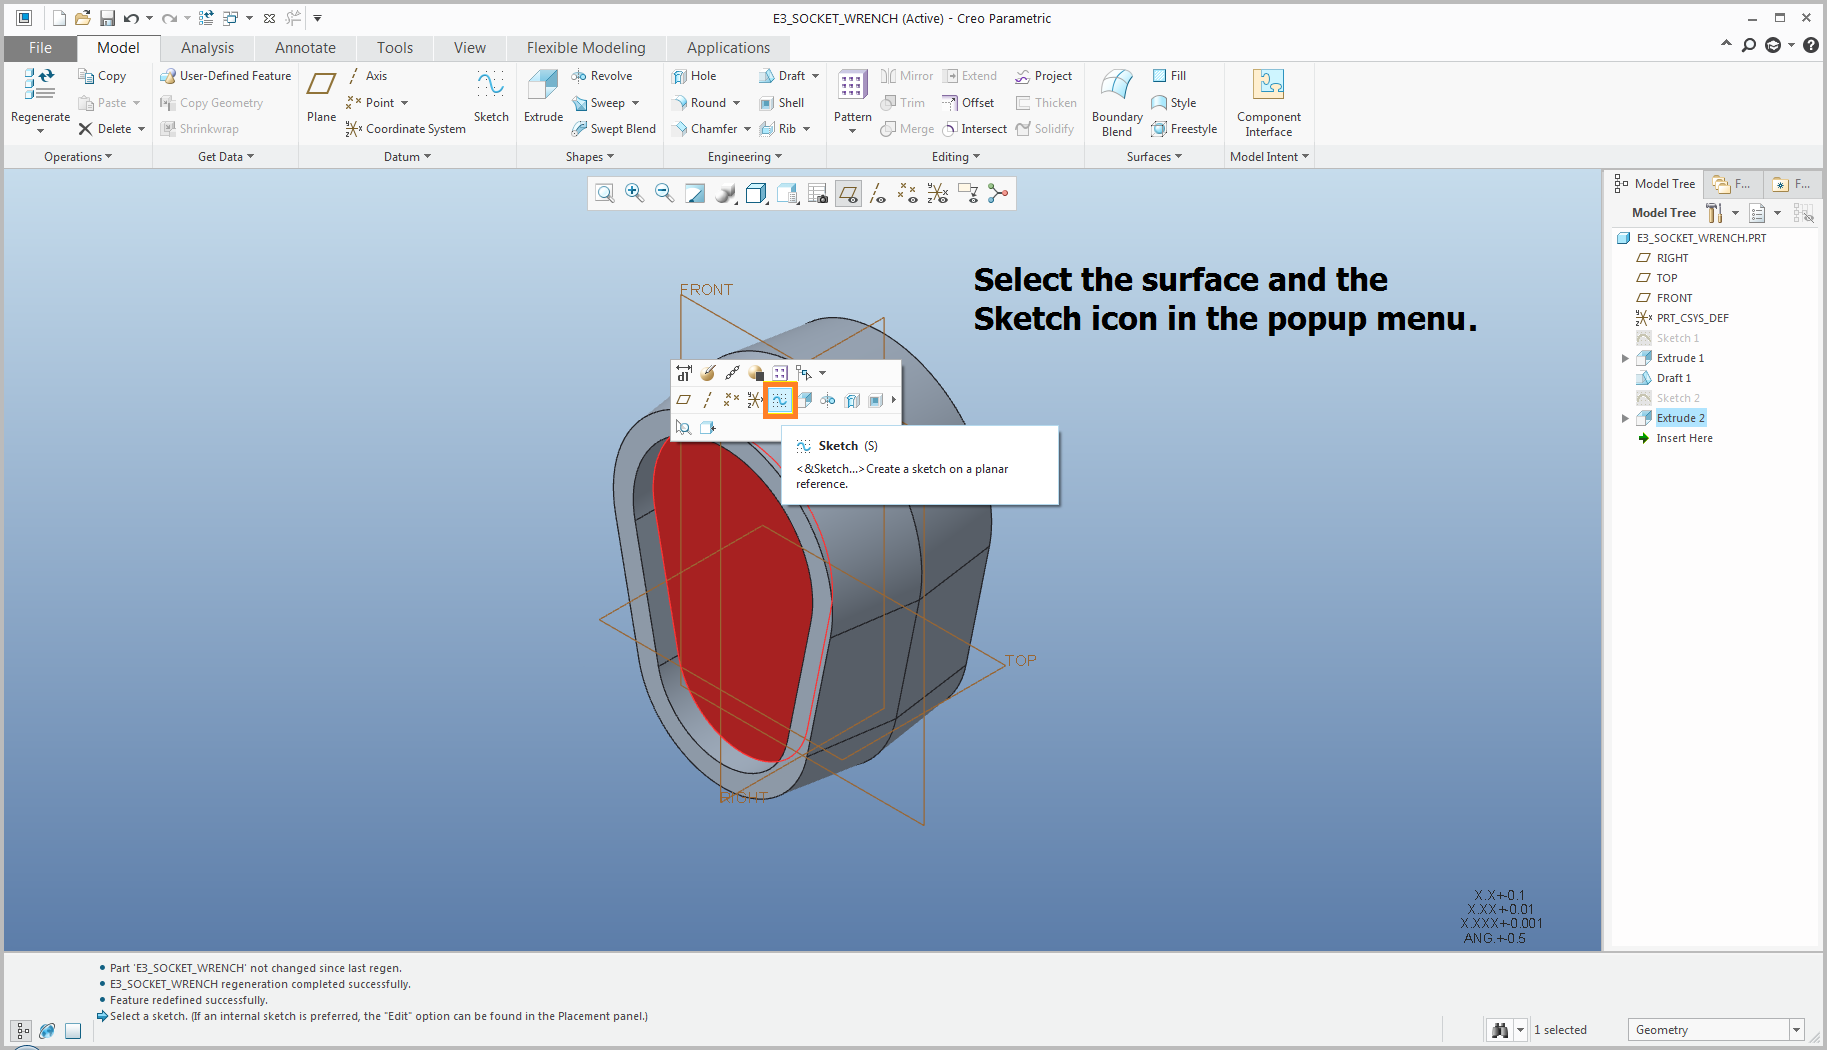 E3_SOCKET_WRENCH (Active) - Creo Parametric
File Model Analysis Annotate Tools View Flexible Modeling Applications
Regenerate
Copy
Paste
Delete
Operations
User-Defined Feature
Copy Geometry
Shrinkwrap
Get Data
Plane
Axis
Point
Coordinate System
Sketch
Datum
Extrude
Revolve
Sweep
Swept Blend
Shapes
Hole
Round
Chamfer
Draft
Shell
Rib
Engineering
Pattern
Mirror
Trim
Merge
Extend
Offset
Intersect
Project
Thicken
Solidify
Editing
Boundary
Blend
Fill
Style
Freestyle
Surfaces
Component
Interface
Model Intent
Select the surface and the
Sketch icon in the popup menu.
FRONT
Sketch (S)
<&Sketch...>Create a sketch on a planar
reference.
TOP
RIGHT
X.X+-0.1
X.XX+-0.01
X.XXX+-0.001
ANG.+-0.5
Model Tree F... F...
Model Tree
E3_SOCKET_WRENCH.PRT
RIGHT
TOP
FRONT
PRT_CSYS_DEF
Sketch 1
Extrude 1
Draft 1
Sketch 2
Extrude 2
Insert Here
Part 'E3_SOCKET_WRENCH' not changed since last regen.
E3_SOCKET_WRENCH regeneration completed successfully.
Feature redefined successfully.
Select a sketch. (If an internal sketch is preferred, the "Edit" option can be found in the Placement panel.)
1 selected
Geometry